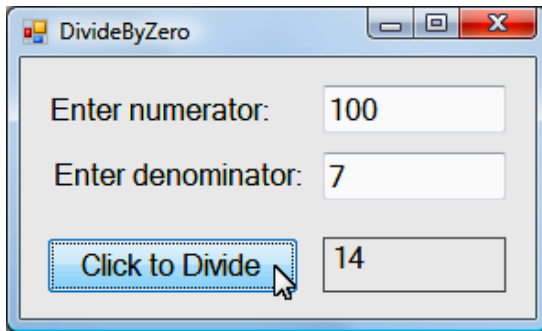 DivideByZero
Enter numerator: 100
Enter denominator: 7
Click to Divide 14